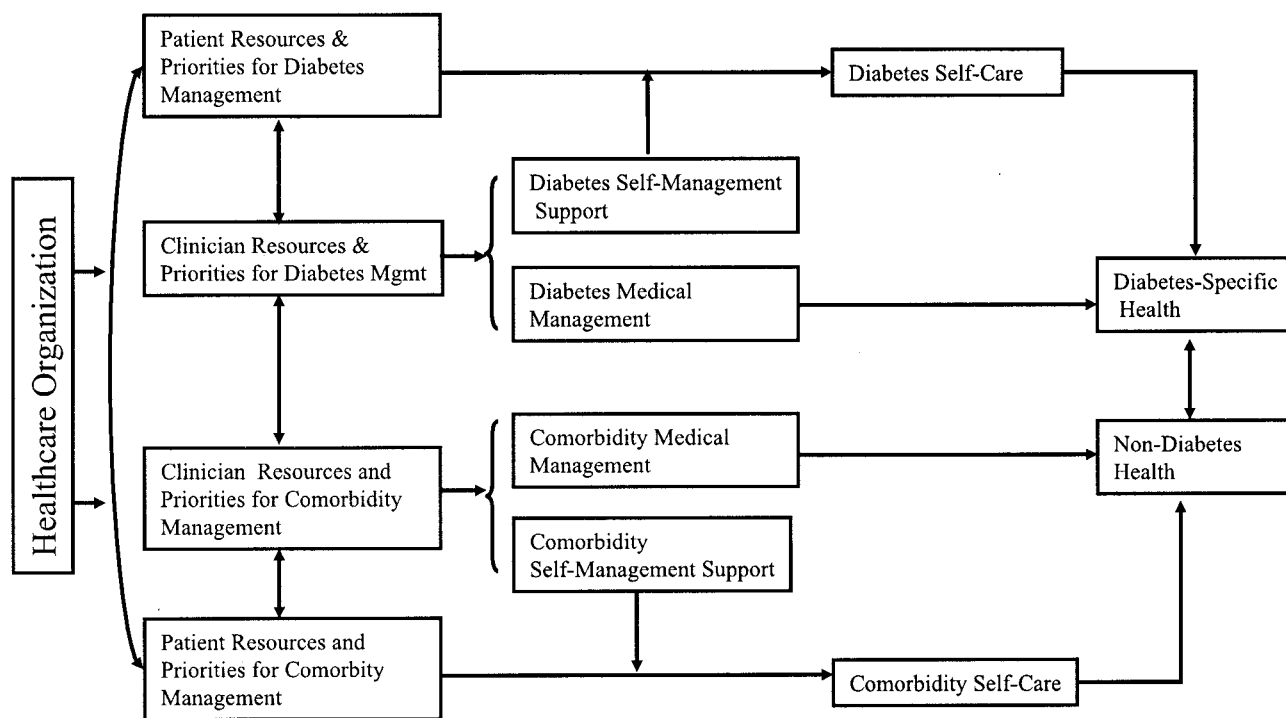 Healthcare Organization
Patient Resources &
Priorities for Diabetes
Management
Diabetes Self-Care
Diabetes Self-Management
Support
Clinician Resources &
Priorities for Diabetes Mgmt
Diabetes Medical
Management
Diabetes-Specific
Health
Comorbidity Medical
Management
Non-Diabetes
Health
Clinician Resources and
Priorities for Comorbidity
Management
Comorbidity
Self-Management Support
Patient Resources and
Priorities for Comorbity
Management
Comorbidity Self-Care